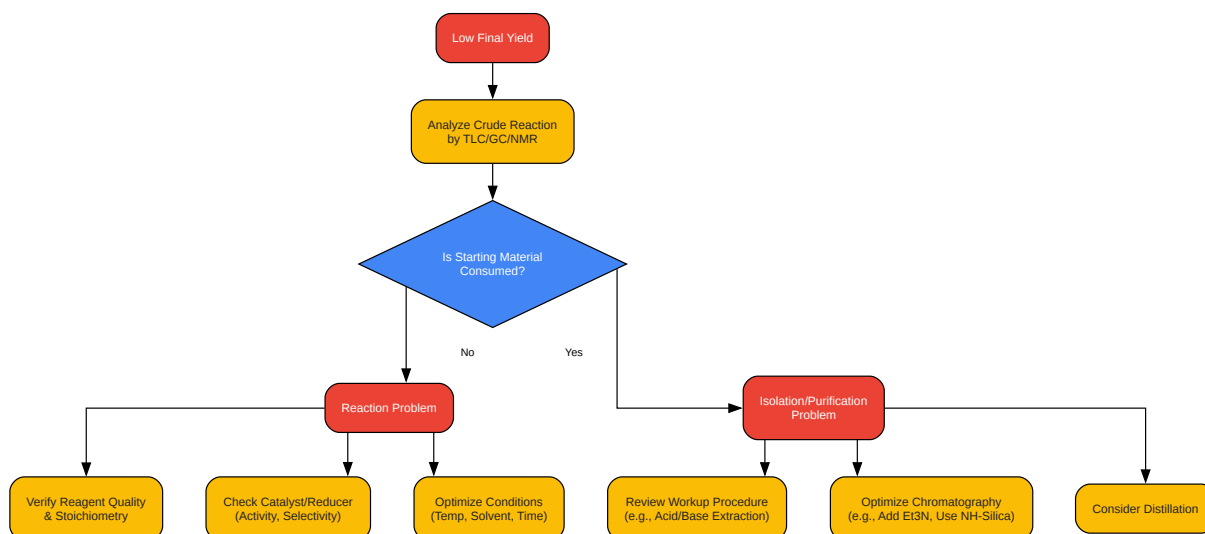 Low Final Yield
Analyze Crude Reaction
by TLC/GC/NMR
Is Starting Material
Consumed?
No
Yes
Reaction Problem
Isolation/Purification
Problem
Verify Reagent Quality
& Stoichiometry
Check Catalyst/Reducer
(Activity, Selectivity)
Optimize Conditions
(Temp, Solvent, Time)
Review Workup Procedure
(e.g., Acid/Base Extraction)
Optimize Chromatography
(e.g., Add Et3N, Use NH-Silica)
Consider Distillation